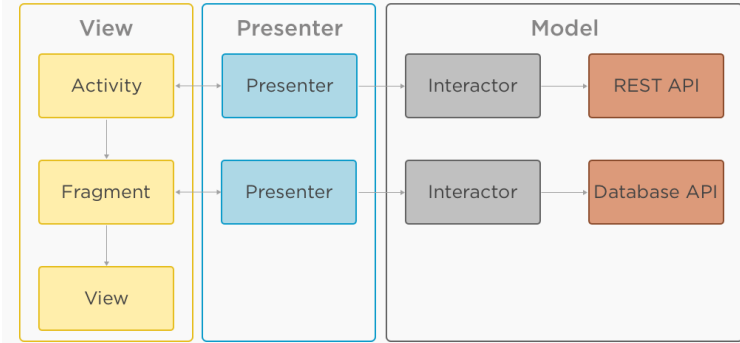 View
Presenter
Model
Activity
Presenter
Interactor
REST API
Fragment
Presenter
Interactor
Database API
View